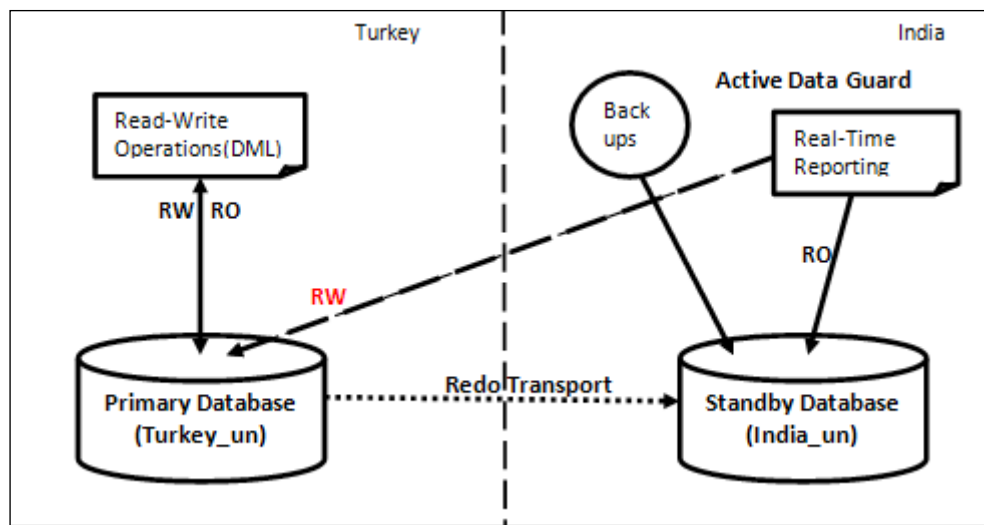 Turkey
India
Active Data Guard
Back
ups
Read-Write
Operations(DML)
Real-Time
Reporting
RW
RO
RO
RW
Redo Transport
Primary Database
(Turkey_un)
Standby Database
(India_un)